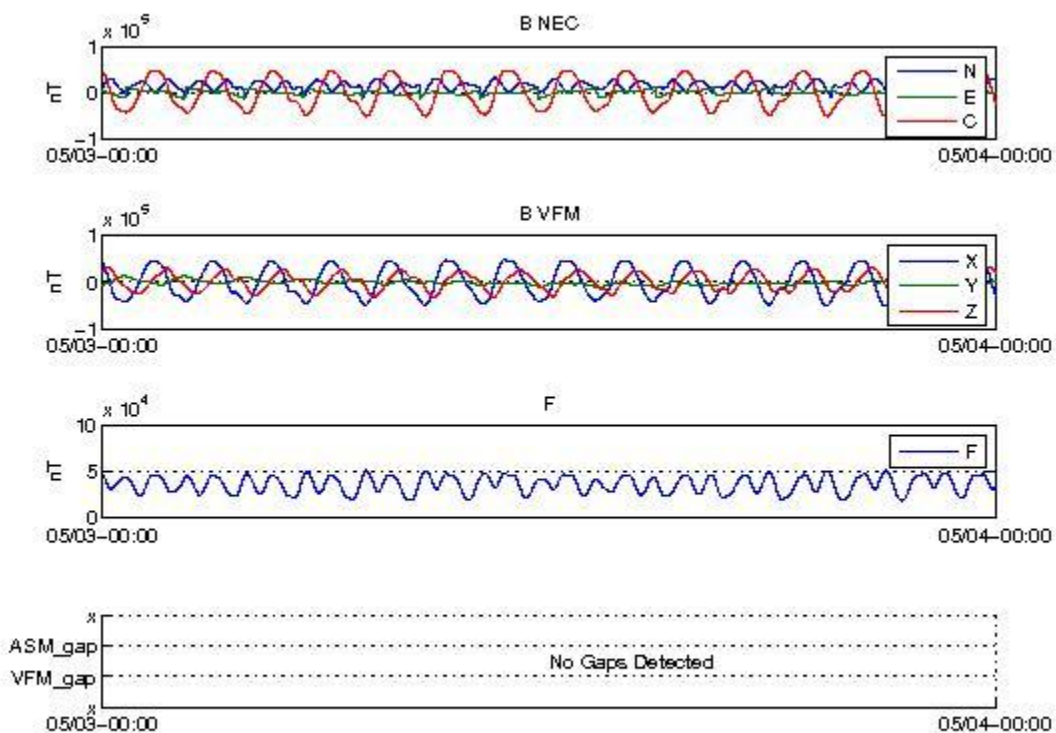 x 10^5
B NEC
1
nT
0
−1
N
E
C
05/03−00:00
05/04−00:00
x 10^5
B VFM
1
nT
0
−1
X
Y
Z
05/03−00:00
05/04−00:00
x 10^4
F
10
nT
5
0
F
05/03−00:00
05/04−00:00
x
ASM_gap
VFM_gap
x
No Gaps Detected
05/03−00:00
05/04−00:00